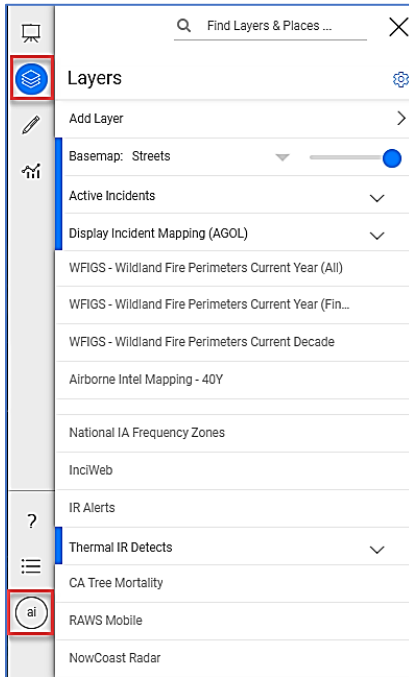 Find Layers & Places ...
Layers
Add Layer
Basemap: Streets
Active Incidents
Display Incident Mapping (AGOL)
WFIGS - Wildland Fire Perimeters Current Year (All)
WFIGS - Wildland Fire Perimeters Current Year (Fin...
WFIGS - Wildland Fire Perimeters Current Decade
Airborne Intel Mapping - 40Y
National IA Frequency Zones
InciWeb
IR Alerts
?
Thermal IR Detects
CA Tree Mortality
ai
RAWS Mobile
NowCoast Radar